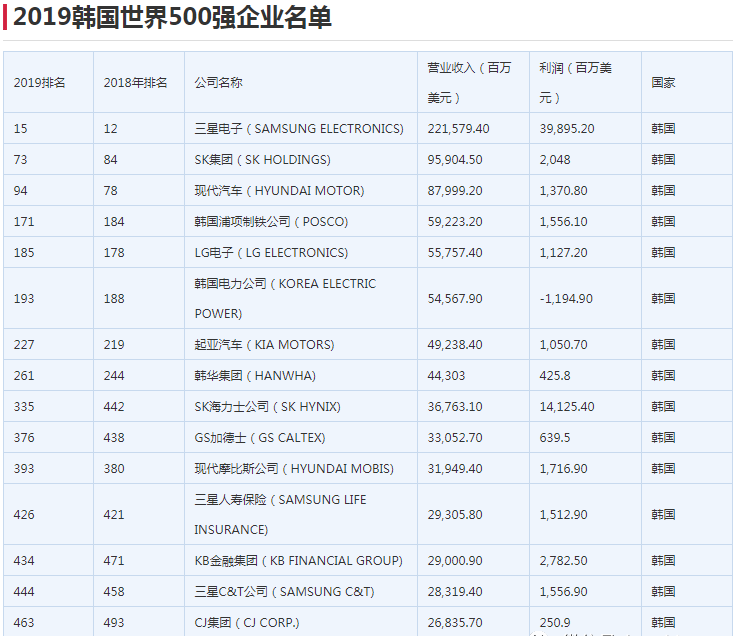 2019韩国世界500强企业名单
2019排名 2018年排名 公司名称 营业收入（百万美元） 利润（百万美元） 国家
15 12 三星电子（SAMSUNG ELECTRONICS) 221,579.40 39,895.20 韩国
73 84 SK集团（SK HOLDINGS) 95,904.50 2,048 韩国
94 78 现代汽车（HYUNDAI MOTOR) 87,999.20 1,370.80 韩国
171 184 韩国浦项制铁公司（POSCO) 59,223.20 1,556.10 韩国
185 178 LG电子（LG ELECTRONICS) 55,757.40 1,127.20 韩国
193 188 韩国电力公司（KOREA ELECTRIC POWER) 54,567.90 -1,194.90 韩国
227 219 起亚汽车（KIA MOTORS) 49,238.40 1,050.70 韩国
261 244 韩华集团（HANWHA) 44,303 425.8 韩国
335 442 SK海力士公司（SK HYNIX) 36,763.10 14,125.40 韩国
376 438 GS加德士（GS CALTEX) 33,052.70 639.5 韩国
393 380 现代摩比斯公司（HYUNDAI MOBIS) 31,949.40 1,716.90 韩国
426 421 三星人寿保险（SAMSUNG LIFE INSURANCE) 29,305.80 1,512.90 韩国
434 471 KB金融集团（KB FINANCIAL GROUP) 29,000.90 2,782.50 韩国
444 458 三星C&T公司（SAMSUNG C&T) 28,319.40 1,556.90 韩国
463 493 CJ集团（CJ CORP.) 26,835.70 250.9 韩国